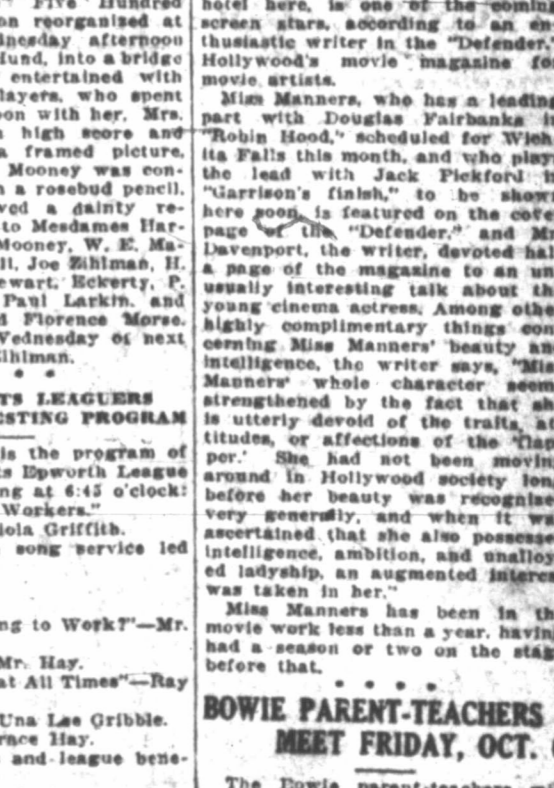 Five Hundred
on reorganised at
nesday afternoon
fund, into a bridge
entertained with
layers, who spent
on with her. Mrs.
high score and
a framed picture.
Mooney was con-
a rosebud pencil.
ved a dainty re-
to Mesdames Har-
Mooney, W. E. Ma-
ll, Joe Zihlman, H.
ewart, Eckerty, P.
Paul Larkin, and
d Florence Morse.
Wednesday of next
Zihlman.
* *
TS LEAGUERS
ESTING PROGRAM
is the program of
ts Epworth League
ng at 6:45 o'clock:
Workers."
iola Griffith.
song service led
ng to Work?"—Mr.
Mr. Hay.
at All Times"—Ray
Una Lee Gribble.
rnce Hay.
and league bene-
hotel here, is one of the coming
screen stars, according to an en
thusiastic writer in the "Defender,"
Hollywood's movie magazine fo
movie artists.
Miss Manners, who has a leading
part with Douglas Fairbanks i
"Robin Hood," scheduled for Wich
ita Falls this month, and who play
the lead with Jack Pickford i
"Garrison's finish," to be show
here soon, is featured on the cove
page of the "Defender," and Mr
Davenport, the writer, devoted hal
a page of the magazine to an un
usually interesting talk about th
young cinema actress. Among othe
highly complimentary things con
cerning Miss Manners' beauty an
intelligence, the writer says, "Mis
Manners' whole character seem
strengthened by the fact that sh
is utterly devoid of the traits, at
titudes, or affections of the 'flap
per.' She had not been movin
around in Hollywood society lon
before her beauty was recognise
very generally, and when it wa
ascertained that she also possesse
intelligence, ambition, and unalloy
ed ladyship, an augmented interes
was taken in her."
Miss Manners has been in th
movie work less than a year, havin
had a season or two on the stag
before that.
* * * *
BOWIE PARENT-TEACHERS
MEET FRIDAY, OCT.
The Bowie parent-teachers